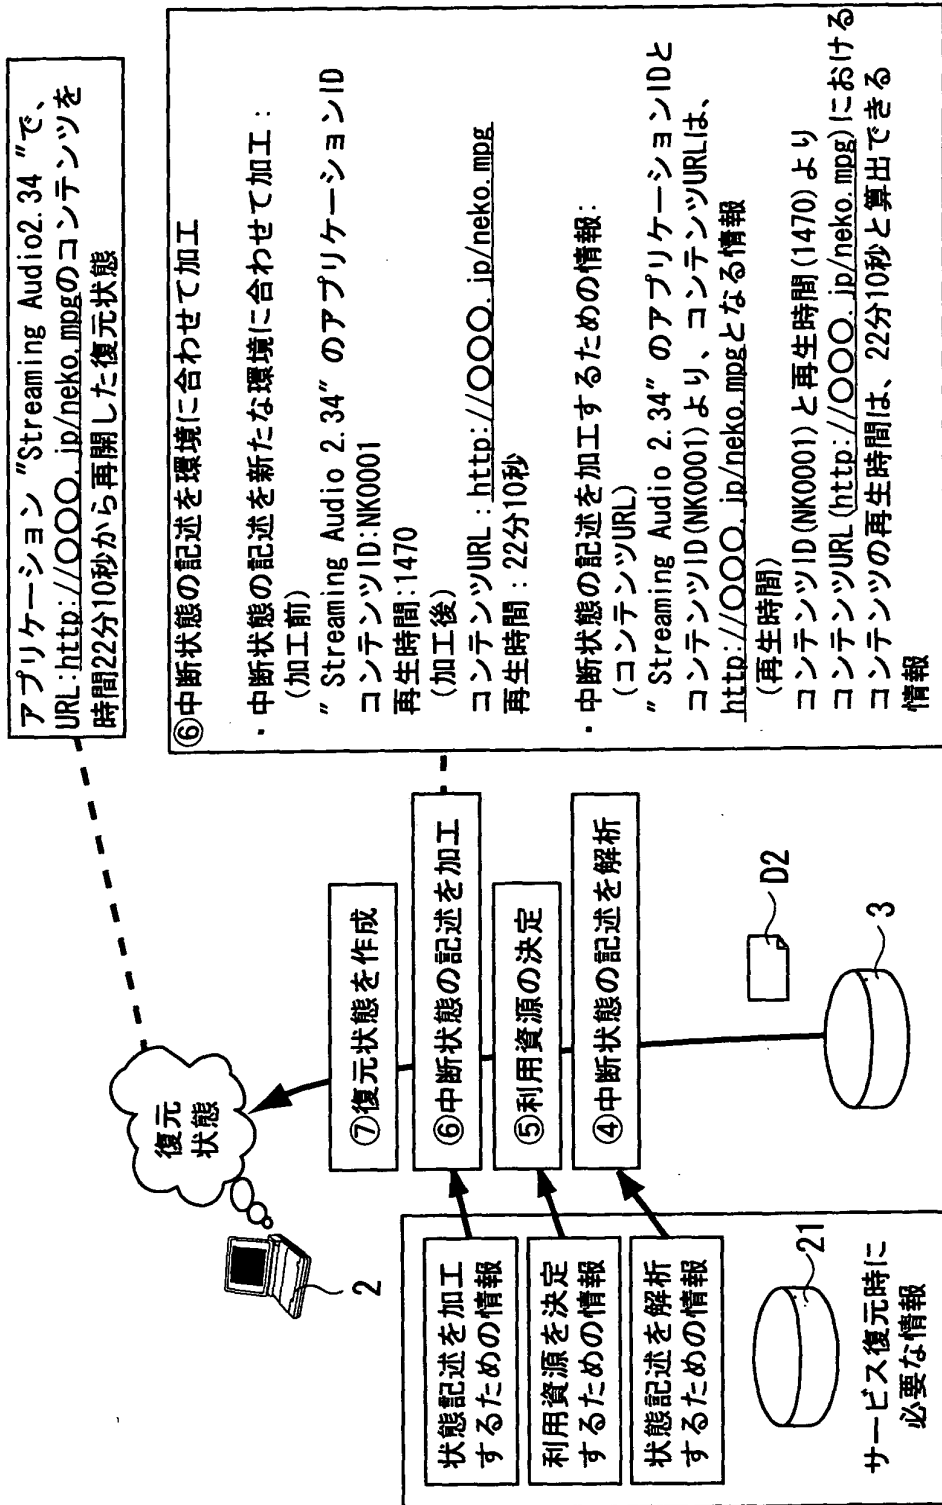 アプリケーション "Streaming Audio2.34 "で、
URL:http://〇〇〇.jp/neko.mpgのコンテンツを
時間22分10秒から再開した復元状態
復元
状態
2
⑦復元状態を作成
⑥中断状態の記述を加工
⑤利用資源の決定
④中断状態の記述を解析
D2
3
状態記述を加工
するための情報
利用資源を決定
するための情報
状態記述を解析
するための情報
21
サービス復元時に
必要な情報
⑥中断状態の記述を環境に合わせて加工
・中断状態の記述を新たな環境に合わせて加工:
(加工前)
" Streaming Audio 2.34" のアプリケーションID
コンテンツID:NK0001
再生時間:1470
(加工後)
コンテンツURL:http://〇〇〇.jp/neko.mpg
再生時間:22分10秒
・中断状態の記述を加工するための情報:
(コンテンツURL)
" Streaming Audio 2.34" のアプリケーションIDと
コンテンツID(NK0001)より、コンテンツURLは、
http://〇〇〇.jp/neko.mpgとなる情報
(再生時間)
コンテンツID(NK0001)と再生時間(1470)より
コンテンツURL(http://〇〇〇.jp/neko.mpg)における
コンテンツの再生時間は、22分10秒と算出できる
情報